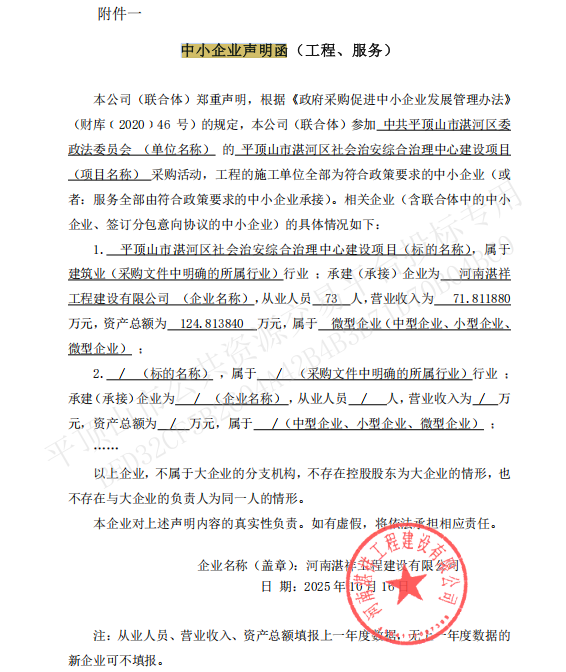 附件一
中小企业声明函（工程、服务）
本公司（联合体）郑重声明，根据《政府采购促进中小企业发展管理办法》
（财库﹝2020﹞46 号）的规定，本公司（联合体）参加 中共平顶山市湛河区委
政法委员会 （单位名称） 的 平顶山市湛河区社会治安综合治理中心建设项目
（项目名称） 采购活动，工程的施工单位全部为符合政策要求的中小企业（或
者：服务全部由符合政策要求的中小企业承接）。相关企业（含联合体中的中小
企业、签订分包意向协议的中小企业）的具体情况如下：
1. 平顶山市湛河区社会治安综合治理中心建设项目（标的名称），属于
建筑业（采购文件中明确的所属行业）行业 ；承建（承接）企业为 河南湛祥
工程建设有限公司 （企业名称），从业人员 73 人，营业收入为 71.811880
万元，资产总额为 124.813840 万元，属于 微型企业（中型企业、小型企业、
微型企业） ；
2. / （标的名称） ，属于 / （采购文件中明确的所属行业）行业 ；
承建（承接）企业为 / （企业名称），从业人员 / 人，营业收入为 / 万
元，资产总额为 / 万元，属于 /（中型企业、小型企业、微型企业） ；
……
以上企业，不属于大企业的分支机构，不存在控股股东为大企业的情形，也
不存在与大企业的负责人为同一人的情形。
本企业对上述声明内容的真实性负责。如有虚假，将依法承担相应责任。
企业名称（盖章）：河南湛祥工程建设有限公司
日 期：2025年10月16日
河南湛祥工程建设有限公司
注：从业人员、营业收入、资产总额填报上一年度数据，无上一年度数据的
新企业可不填报。